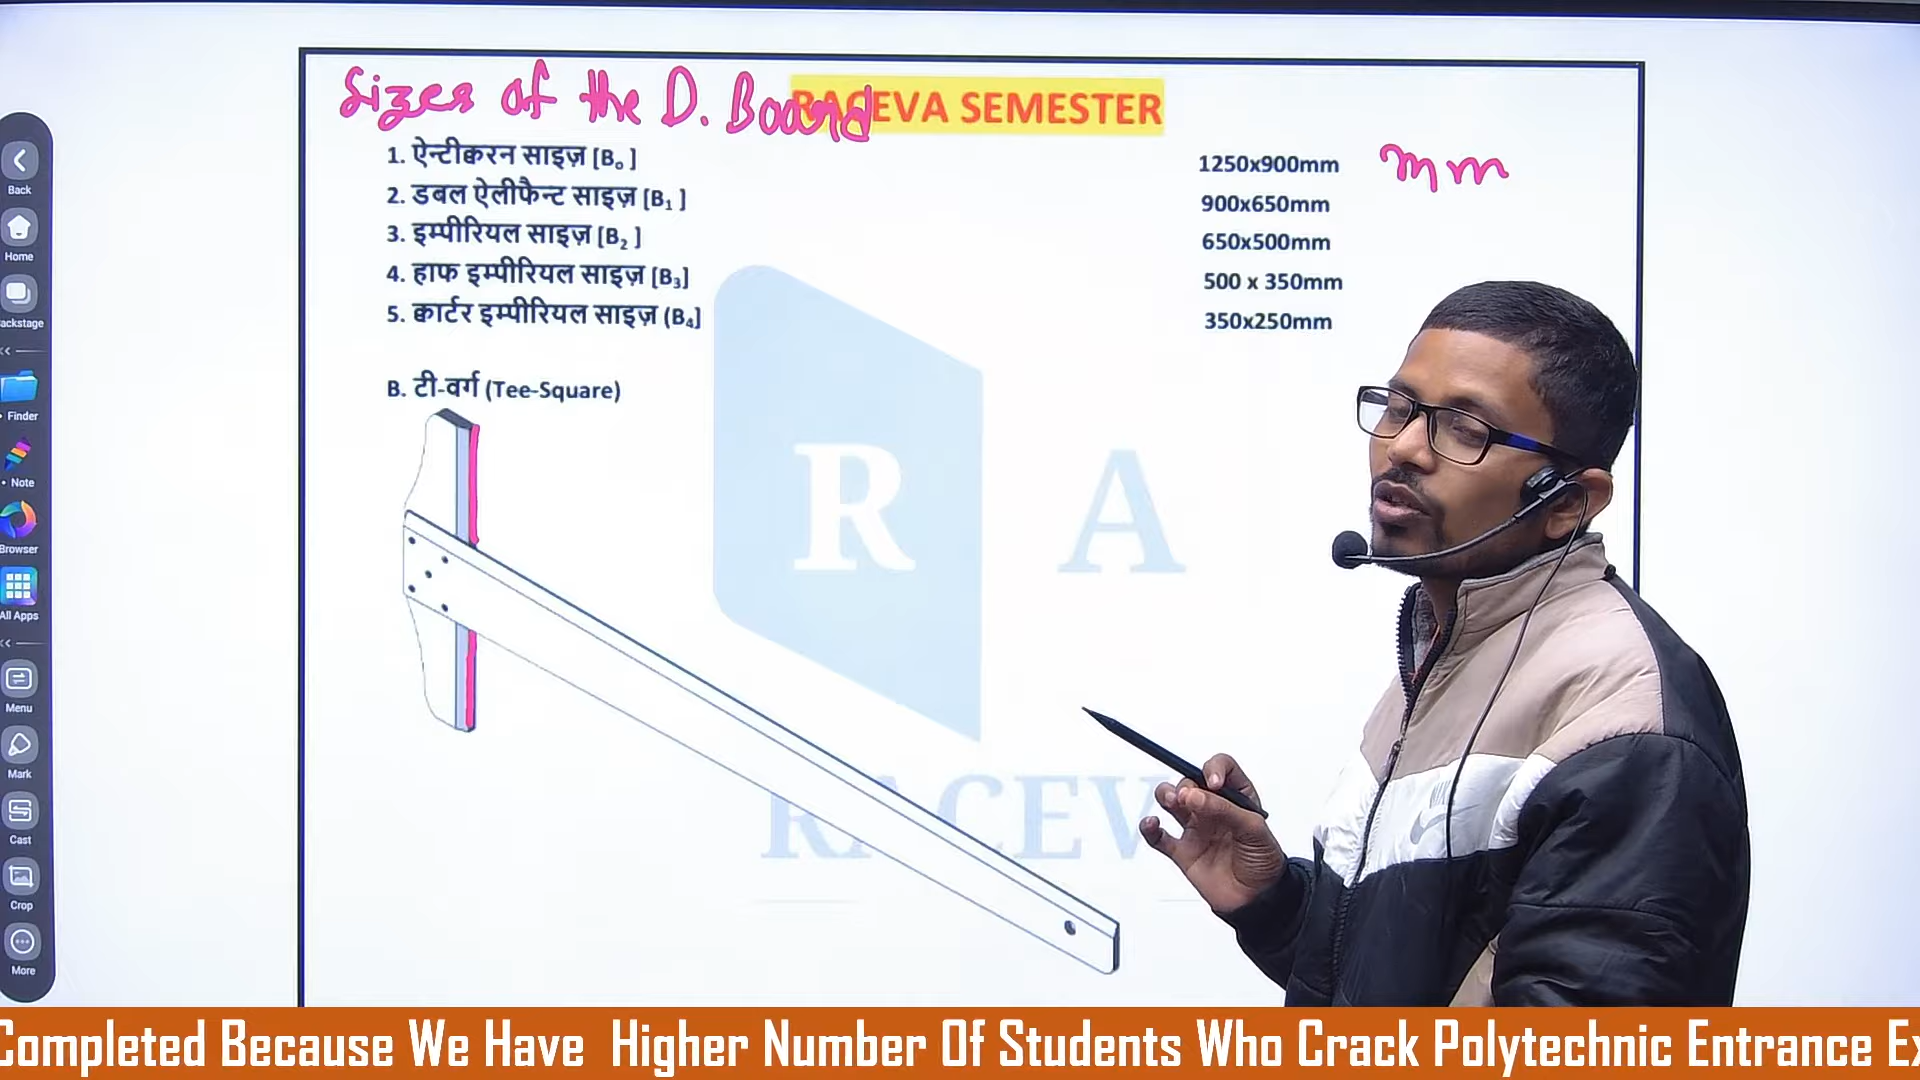 Sizes of the D. Board
RACEVA SEMESTER
1. ऐन्टीक्वरन साइज़ [B₀ ] 1250x900mm mm
2. डबल ऐलीफैन्ट साइज़ [B₁ ] 900x650mm
3. इम्पीरियल साइज़ [B₂ ] 650x500mm
4. हाफ इम्पीरियल साइज़ [B₃] 500 x 350mm
5. क्वार्टर इम्पीरियल साइज़ (B₄] 350x250mm
B. टी-वर्ग (Tee-Square)
R A
RACEV
Back
Home
ackstage
Finder
Note
Browser
All Apps
Menu
Mark
Cast
Crop
More
Completed Because We Have Higher Number Of Students Who Crack Polytechnic Entrance Ex